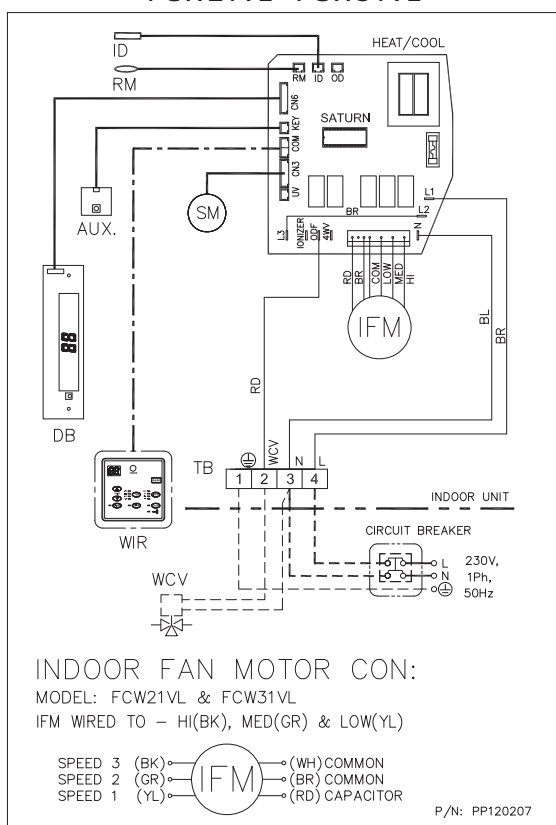 ID
RM
HEAT/COOL
RM ID OD
CN6
KEY
COM
CN3
UV
SATURN
AUX.
SM
L1
L2
BR
L3
IONIZER
ODF
4WV
N
RD
BR
COM
LOW
MED
HI
IFM
BL
BR
88
DB
RD
WCV
N
L
TB
1 2 3 4
INDOOR UNIT
WIR
CIRCUIT BREAKER
L
N
230V,
1Ph,
50Hz
WCV
INDOOR FAN MOTOR CON:
MODEL: FCW21VL & FCW31VL
IFM WIRED TO – HI(BK), MED(GR) & LOW(YL)
SPEED 3 (BK) (WH) COMMON
SPEED 2 (GR) IFM (BR) COMMON
SPEED 1 (YL) (RD) CAPACITOR
P/N: PP120207